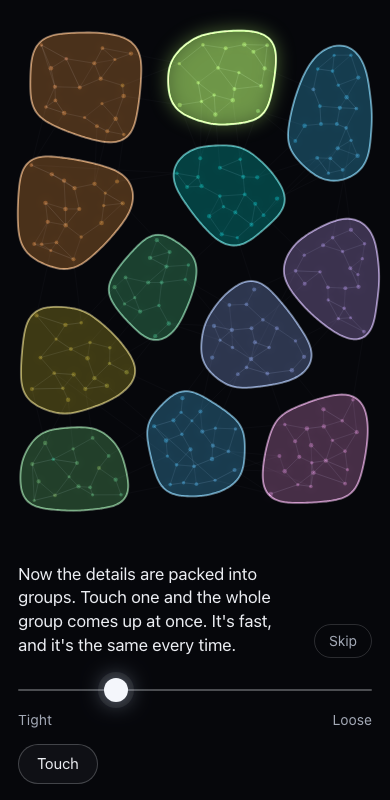 Now the details are packed into
groups. Touch one and the whole
group comes up at once. It's fast,
and it's the same every time.
Skip
Tight
Loose
Touch